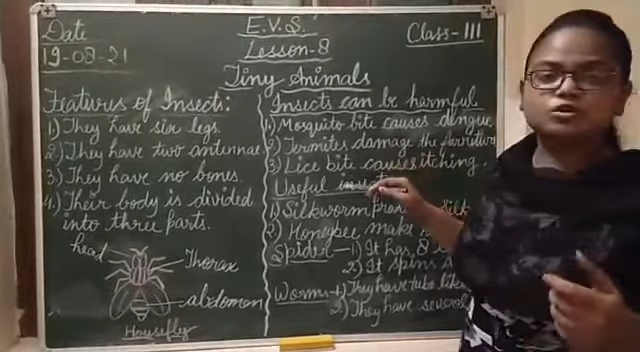 Date
19-08-21
E.V.S.
Class-III
Lesson-8
Tiny Animals
Features of Insects:
1) They have six legs.
2) They have two antennae
3) They have no bones.
4.) Their body is divided
into three parts.
head
Thorax
abdomen
Housefly
Insects can be harmful
1. Mosquito bite causes dengue
2) Termites damage the furniture
3) Lice bite causes itching.
Useful
1) Silkworm
2) Honeybee make
Spider - 1) It has 8
2) It spins
Worms - 1) They have tube like
2) They have several